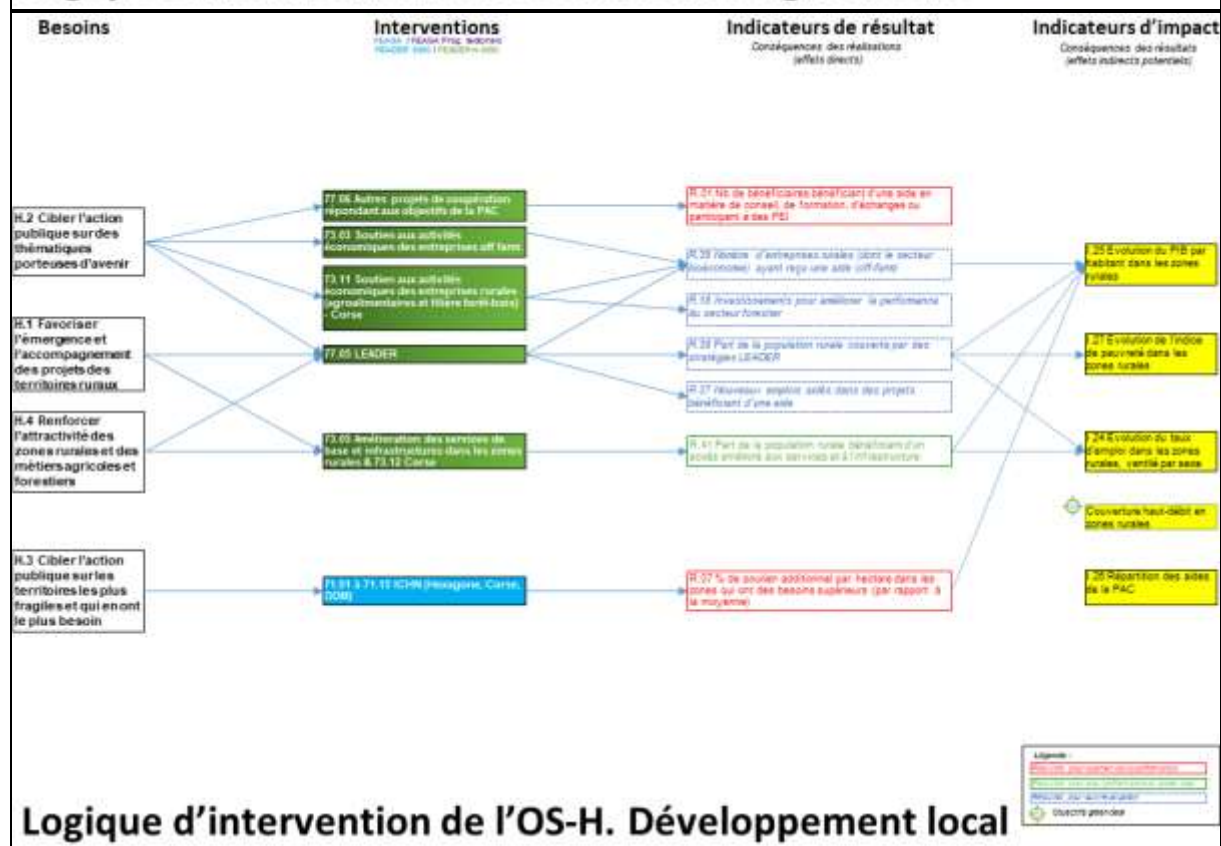 Besoins
Interventions
Indicateurs de résultat
Conséquences des réalisations
(effets directs)
Indicateurs d'impact
Conséquences des résultats
(effets indirects potentiels)
H.2 Cibler l'action
publique sur des
thématiques
porteuses d'avenir
H.1 Favoriser
l'émergence et
l'accompagnement
des projets des
territoires ruraux
H.4 Renforcer
l'attractivité des
zones rurales et des
métiers agricoles et
forestiers
H.3 Cibler l'action
publique sur les
territoires les plus
fragiles et qui en ont
le plus besoin
77.06 Autres projets de coopération
répondant aux objectifs de la PAC
73.03 Soutien aux activités
économiques des entreprises off farm
73.11 Soutien aux activités
économiques des entreprises rurales
(agroalimentaires et filière forêt-bois)
- Corse
77.05 LEADER
Amélioration des services de
base et infrastructures dans les zones
rurales & 73.12 Corse
ICHN (Hexagone, Corse,
DOM)
R.01 Nb de bénéficiaires bénéficiant d'une aide en
matière de conseil, de formation, d'échanges ou
participant à des PEI
R.39 Nombre d'entreprises rurales (dont le secteur
bioéconomie) ayant reçu une aide (off-farm)
R.18 Investissements pour améliorer la performance
du secteur forestier
R.38 Part de la population rurale couverte par des
stratégies LEADER
R.37 Nouveaux emplois aidés dans des projets
bénéficiant d'une aide
R.41 Part de la population rurale bénéficiant d'un
accès amélioré aux services et à l'infrastructure
R.07 % de soutien additionnel par hectare dans les
zones qui ont des besoins supérieurs (par rapport à
la moyenne)
I.25 Evolution du PIB par
habitant dans les zones
rurales
I.27 Evolution de l'indice
de pauvreté dans les
zones rurales
I.24 Evolution du taux
d'emploi dans les zones
rurales, ventilé par sexe
Couverture haut-débit en
zones rurales
I.26 Répartition des aides
de la PAC
Légende :
Logique d'intervention de l'OS-H. Développement local